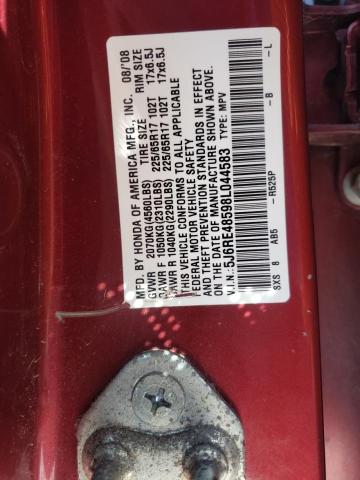 MFD. BY HONDA OF AMERICA MFG., INC. 08/'08
TIRE SIZE RIM SIZE
GVWR 2070KG(4560LBS)
GAWR F 1050KG(2310LBS) 225/65R17 102T 17x6.5J
GAWR R 1040KG(2290LBS) 225/65R17 102T 17x6.5J
THIS VEHICLE CONFORMS TO ALL APPLICABLE
FEDERAL MOTOR VEHICLE SAFETY STANDARDS
AND THEFT PREVENTION STANDARDS IN EFFECT
ON THE DATE OF MANUFACTURE SHOWN ABOVE.
V.I.N.:5J6RE48598L044583 TYPE: MPV
SXS 8 AB5 -R525P -B -L